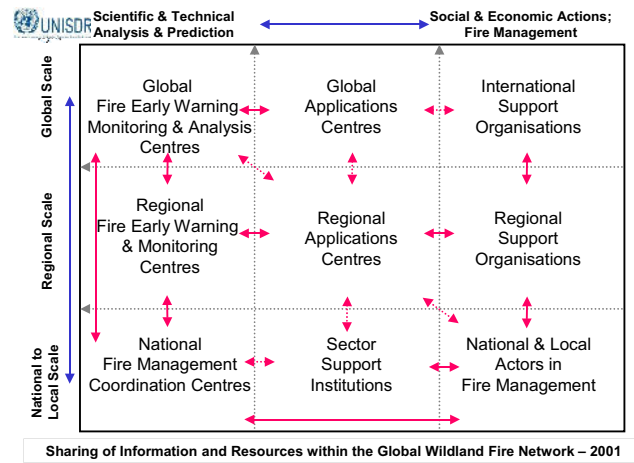 UNISDR
Scientific & Technical
Analysis & Prediction
Social & Economic Actions;
Fire Management
Global Scale
Global
Fire Early Warning
Monitoring & Analysis
Centres
Global
Applications
Centres
International
Support
Organisations
Regional Scale
Regional
Fire Early Warning
& Monitoring
Centres
Regional
Applications
Centres
Regional
Support
Organisations
National to
Local Scale
National
Fire Management
Coordination Centres
Sector
Support
Institutions
National & Local
Actors in
Fire Management
Sharing of Information and Resources within the Global Wildland Fire Network – 2001